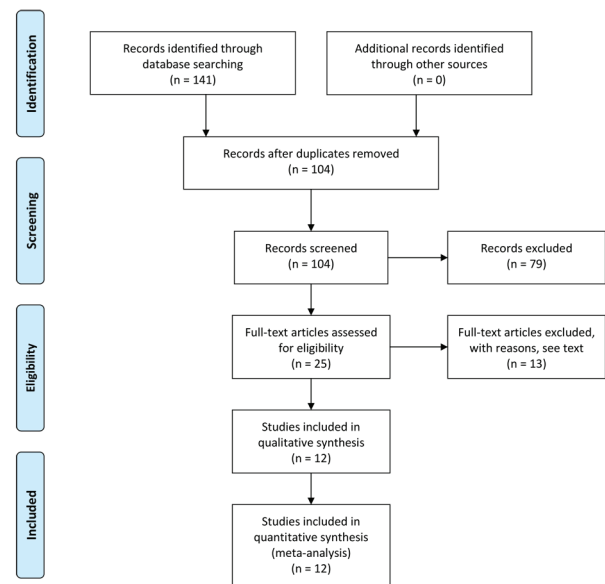 Identification
Records identified through
database searching
(n = 141)
Additional records identified
through other sources
(n = 0)
Records after duplicates removed
(n = 104)
Screening
Records screened
(n = 104)
Records excluded
(n = 79)
Eligibility
Full-text articles assessed
for eligibility
(n = 25)
Full-text articles excluded,
with reasons, see text
(n = 13)
Studies included in
qualitative synthesis
(n = 12)
Included
Studies included in
quantitative synthesis
(meta-analysis)
(n = 12)